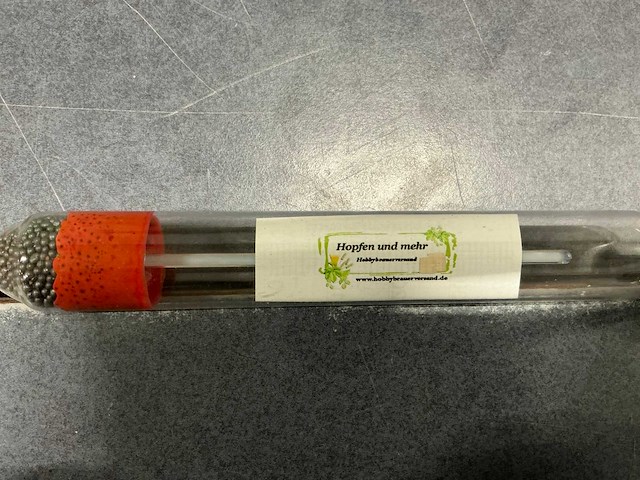 Hopfen und mehr
Hobbybrauerversand
www.hobbybrauerversand.de